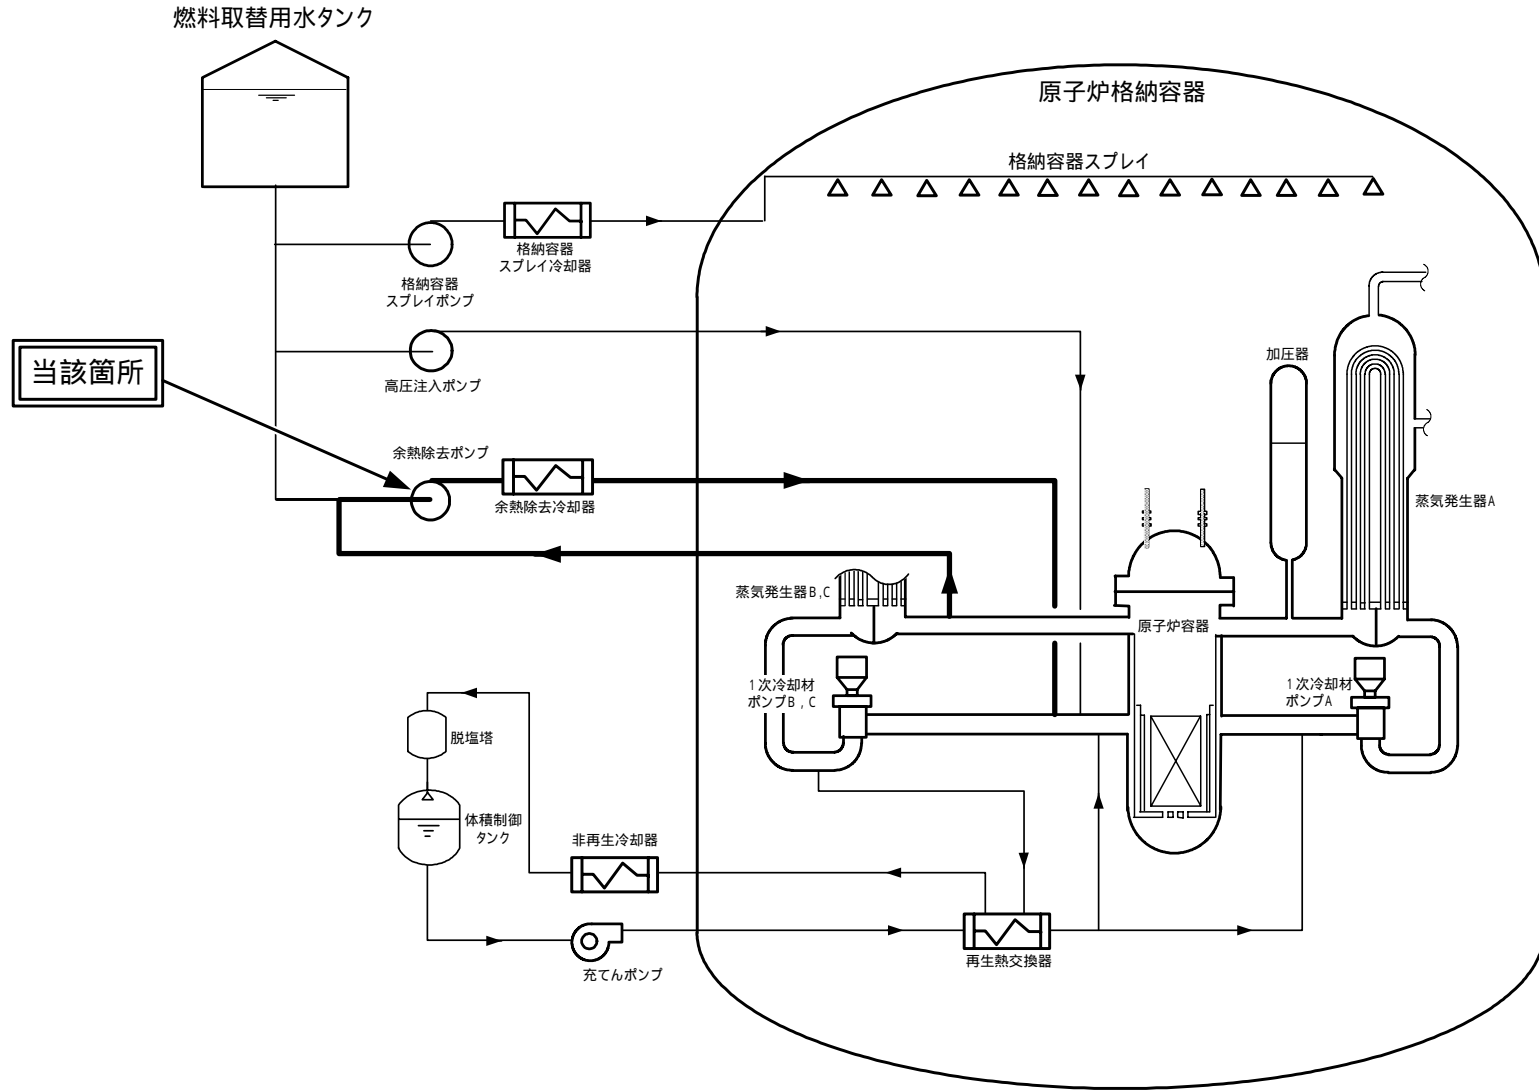 燃料取替用水タンク
原子炉格納容器
格納容器スプレイ
格納容器
スプレイ冷却器
格納容器
スプレイポンプ
当該箇所
高圧注入ポンプ
加圧器
余熱除去ポンプ
余熱除去冷却器
蒸気発生器A
蒸気発生器B,C
原子炉容器
1次冷却材
ポンプB,C
1次冷却材
ポンプA
脱塩塔
体積制御
タンク
非再生冷却器
再生熱交換器
充てんポンプ